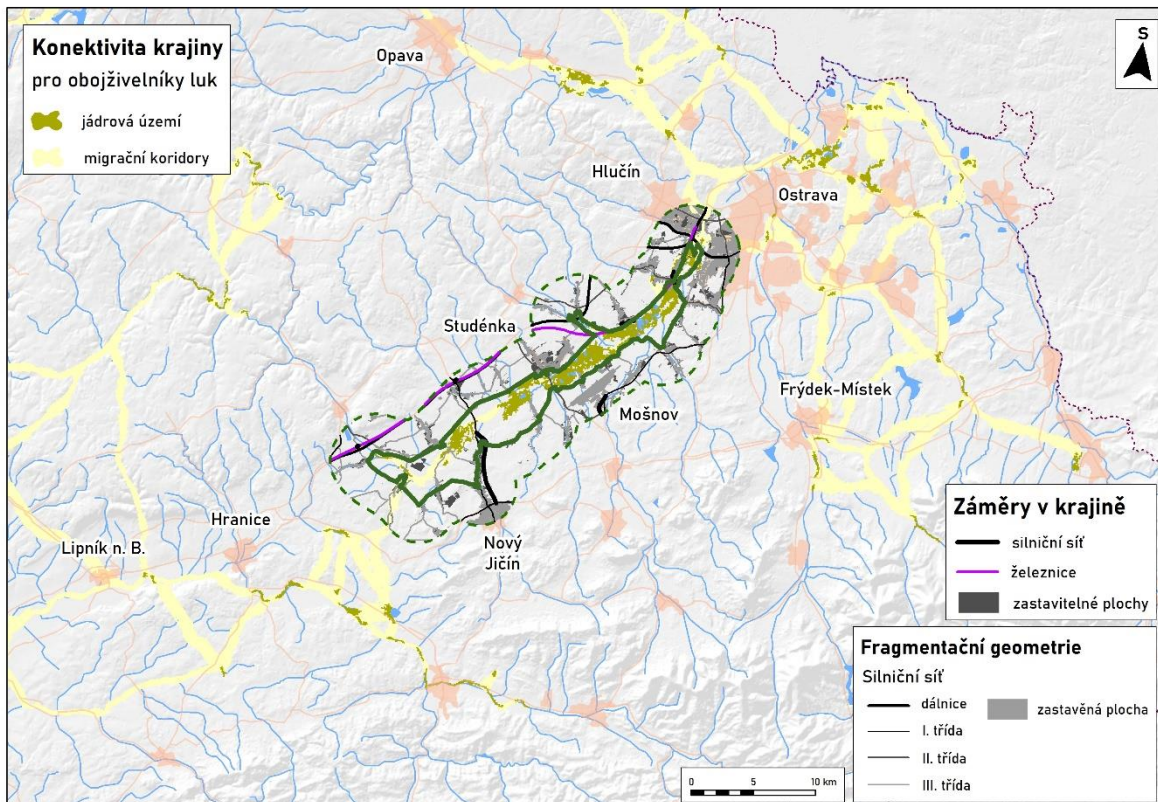 Konektivita krajiny
pro obojživelníky luk
jádrová území
migrační koridory
S
Opava
Hlučín
Ostrava
Studénka
Mošnov
Frýdek-Místek
Hranice
Lipník n. B.
Nový
Jičín
Záměry v krajině
silniční síť
železnice
zastavitelné plochy
Fragmentační geometrie
Silniční síť
dálnice
zastavěná plocha
I. třída
II. třída
III. třída
0 5 10 km